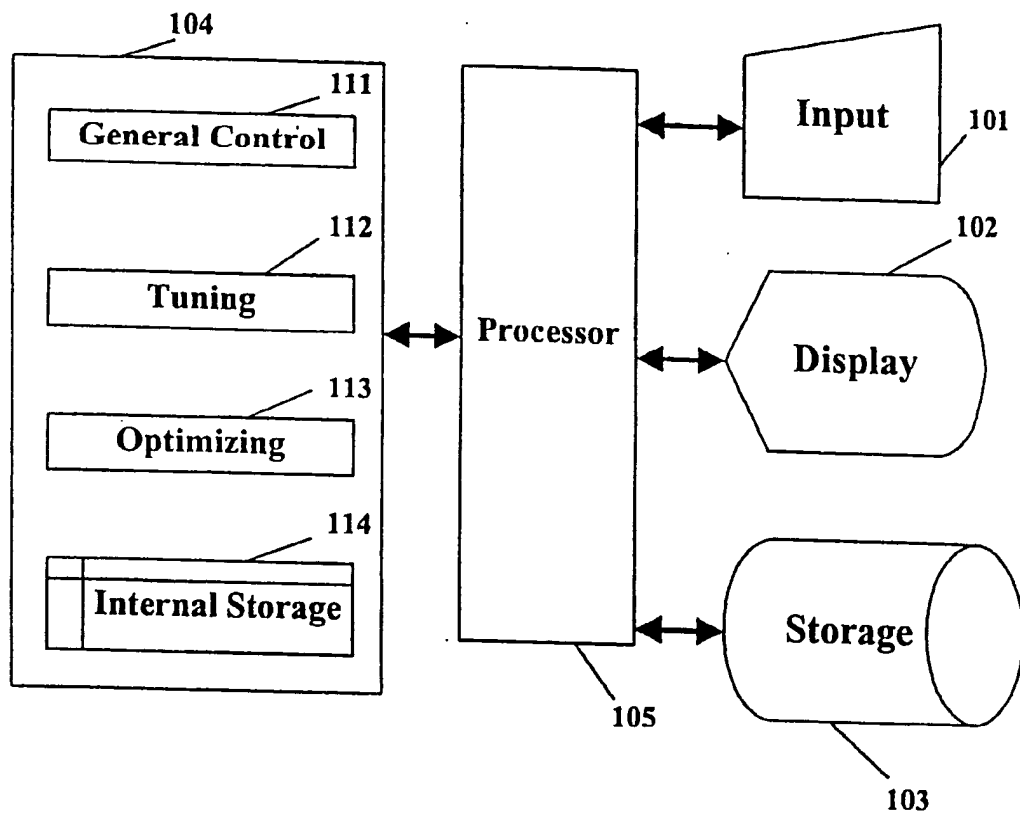 104
111
General Control
112
Tuning
113
Optimizing
114
Internal Storage
Processor
105
Input
101
102
Display
Storage
103